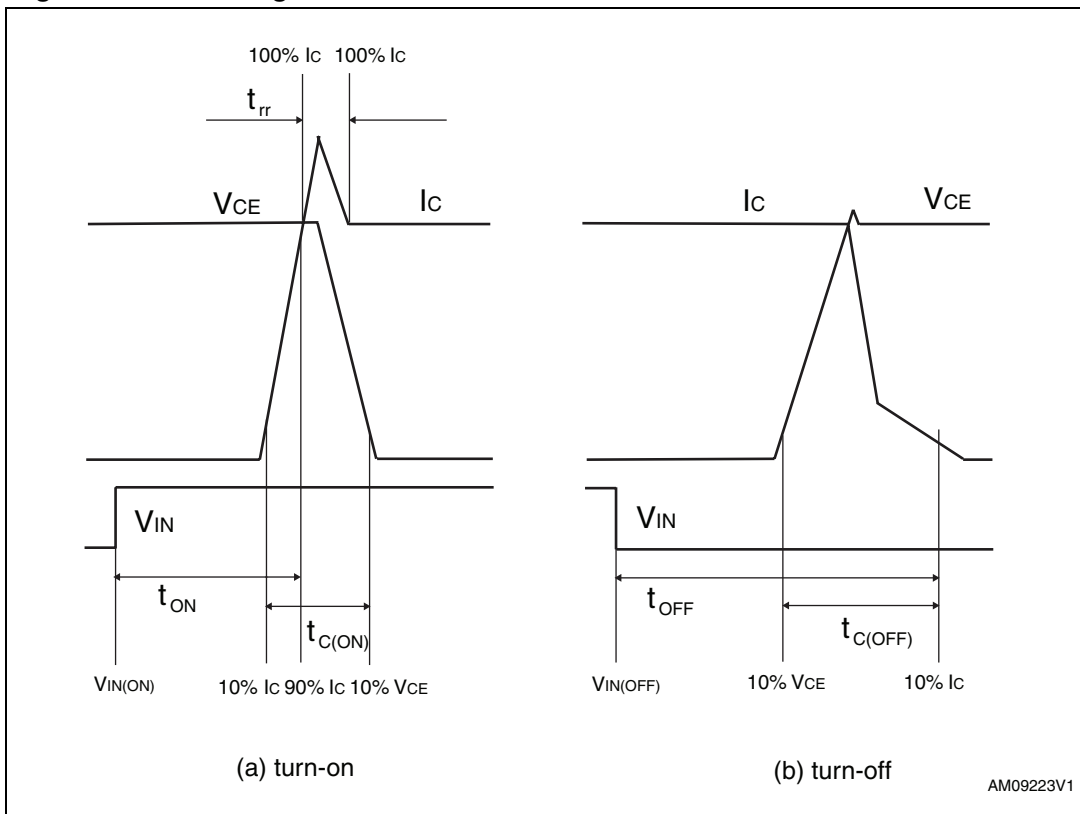 100% IC 100% IC
trr
VCE IC
IC VCE
VIN
VIN
tON
tC(ON)
tOFF
tC(OFF)
VIN(ON) 10% IC 90% IC 10% VCE
VIN(OFF) 10% VCE 10% IC
(a) turn-on
(b) turn-off
AM09223V1